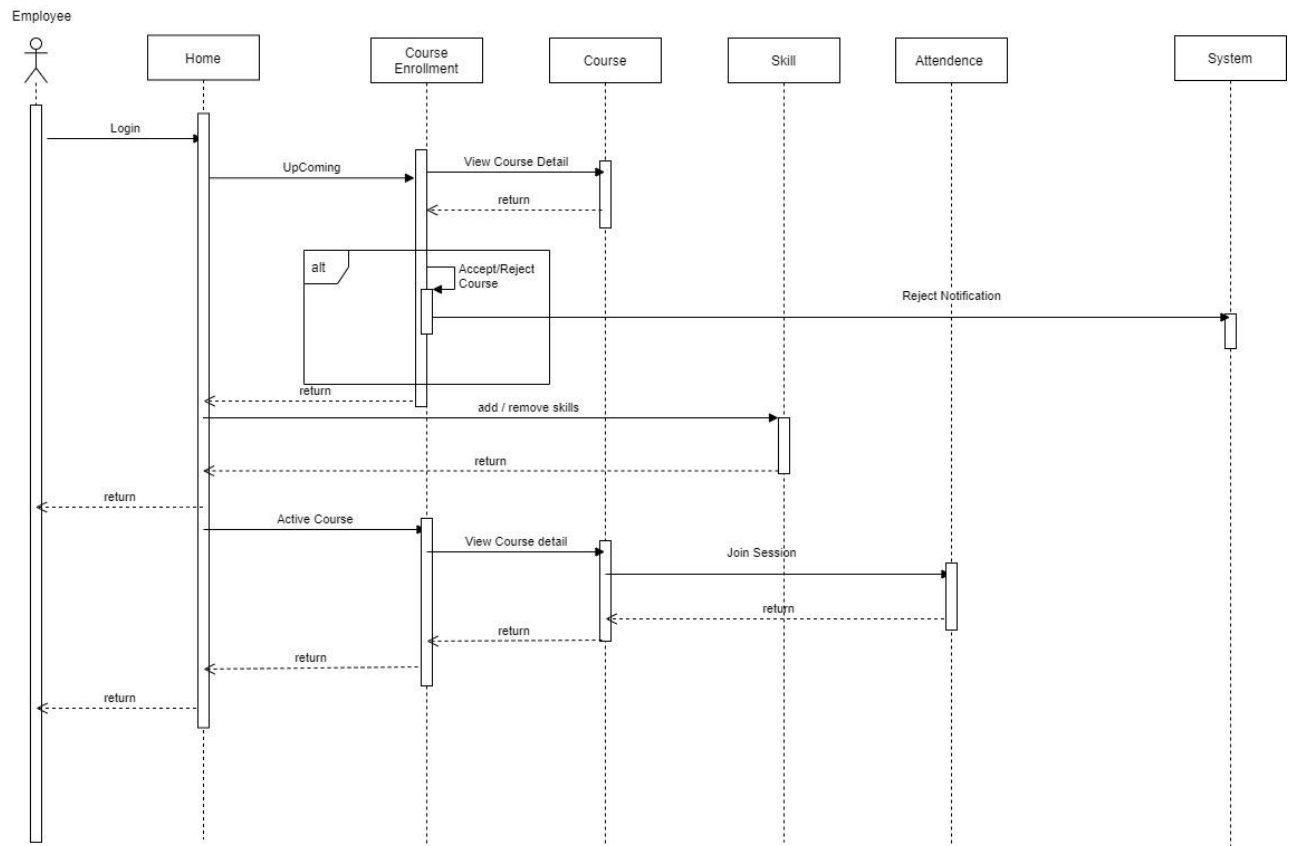 Employee
Home
Course
Enrollment
Course
Skill
Attendence
System
Login
UpComing
View Course Detail
return
alt
Accept/Reject
Course
Reject Notification
return
add / remove skills
return
return
Active Course
View Course detail
Join Session
return
return
return
return